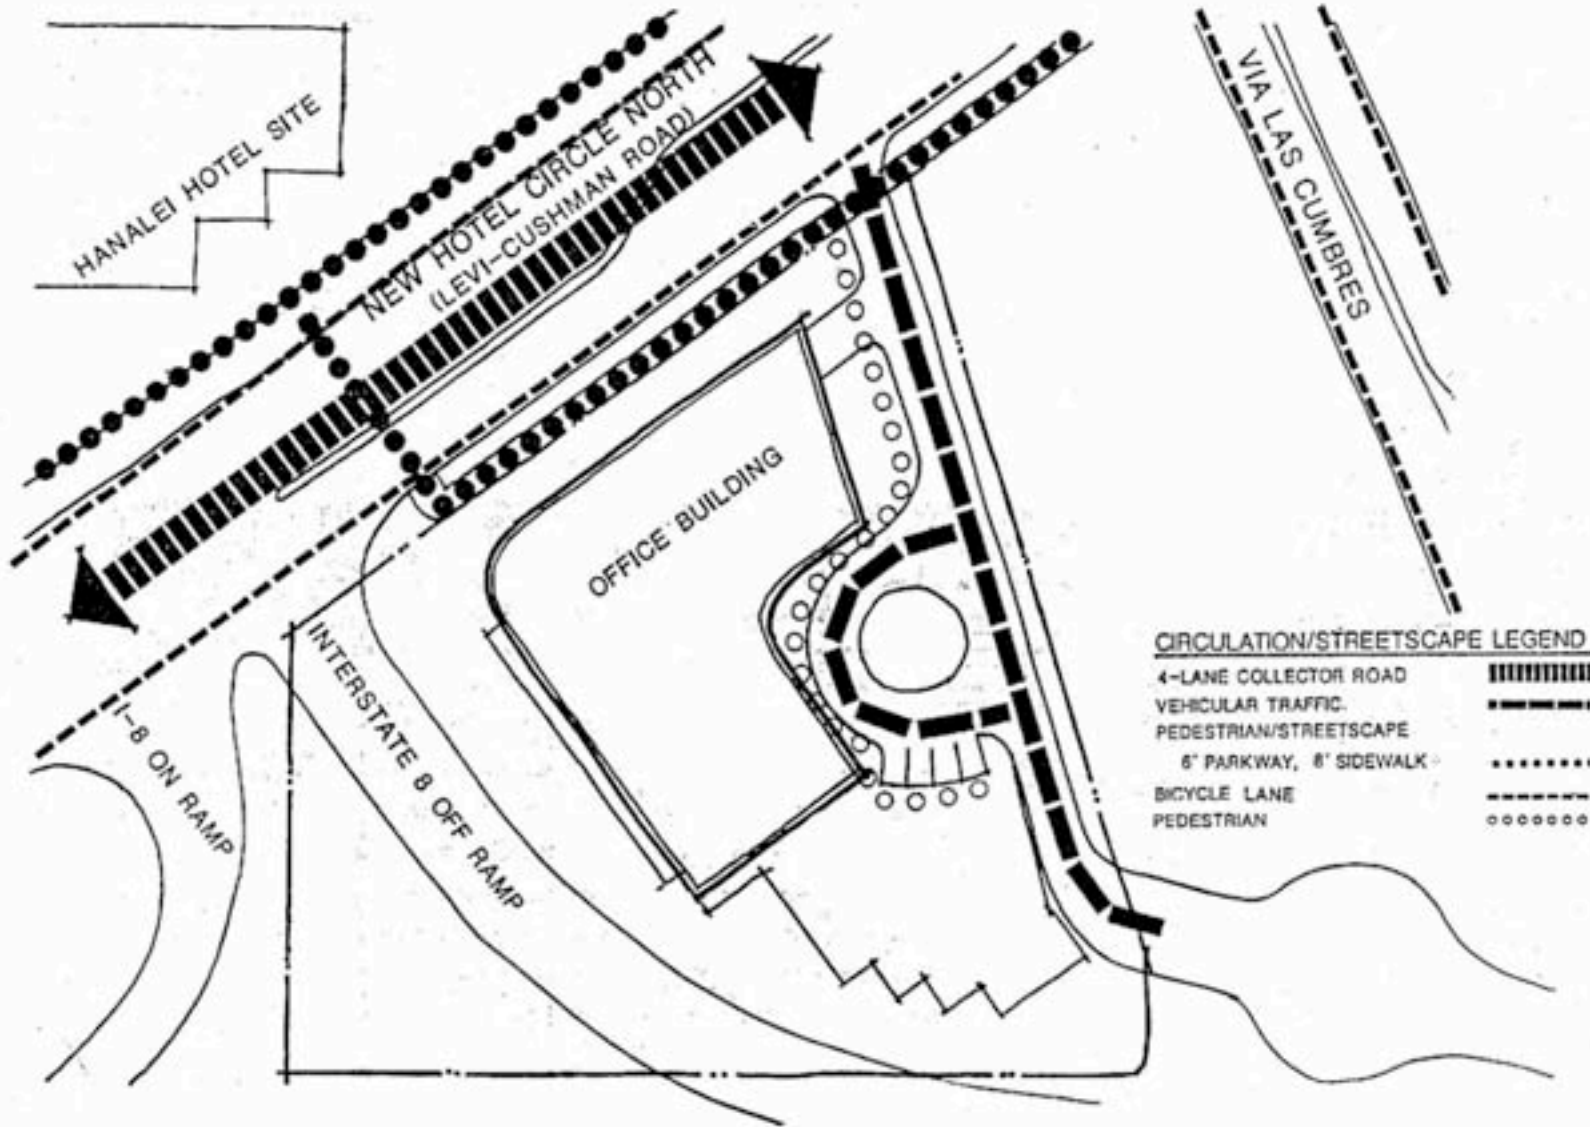 HANALEI HOTEL SITE
NEW HOTEL CIRCLE NORTH
(LEVI-CUSHMAN ROAD)
VIA LAS CUMBRES
OFFICE BUILDING
I-8 ON RAMP
INTERSTATE 8 OFF RAMP
CIRCULATION/STREETSCAPE LEGEND
4-LANE COLLECTOR ROAD
VEHICULAR TRAFFIC.
PEDESTRIAN/STREETSCAPE
6' PARKWAY, 8' SIDEWALK
BICYCLE LANE
PEDESTRIAN